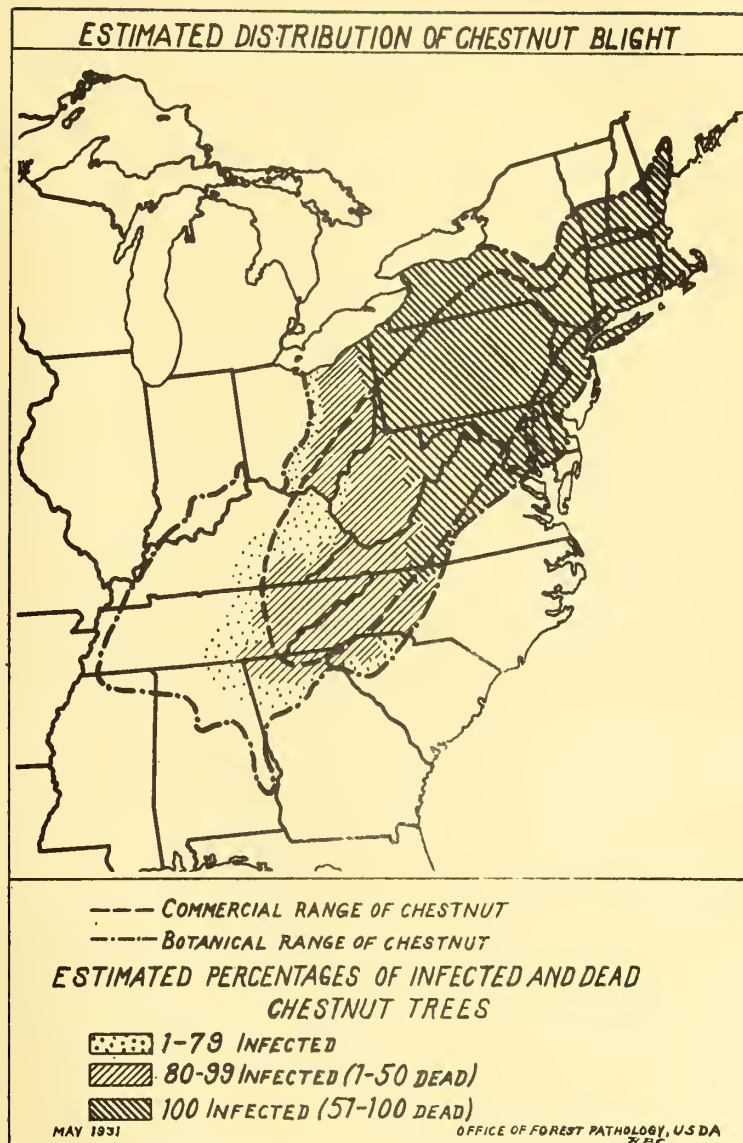 ESTIMATED DISTRIBUTION OF CHESTNUT BLIGHT
COMMERCIAL RANGE OF CHESTNUT
BOTANICAL RANGE OF CHESTNUT
ESTIMATED PERCENTAGES OF INFECTED AND DEAD
CHESTNUT TREES
1-79 INFECTED
80-99 INFECTED (1-50 DEAD)
100 INFECTED (51-100 DEAD)
MAY 1931
OFFICE OF FOREST PATHOLOGY, USDA